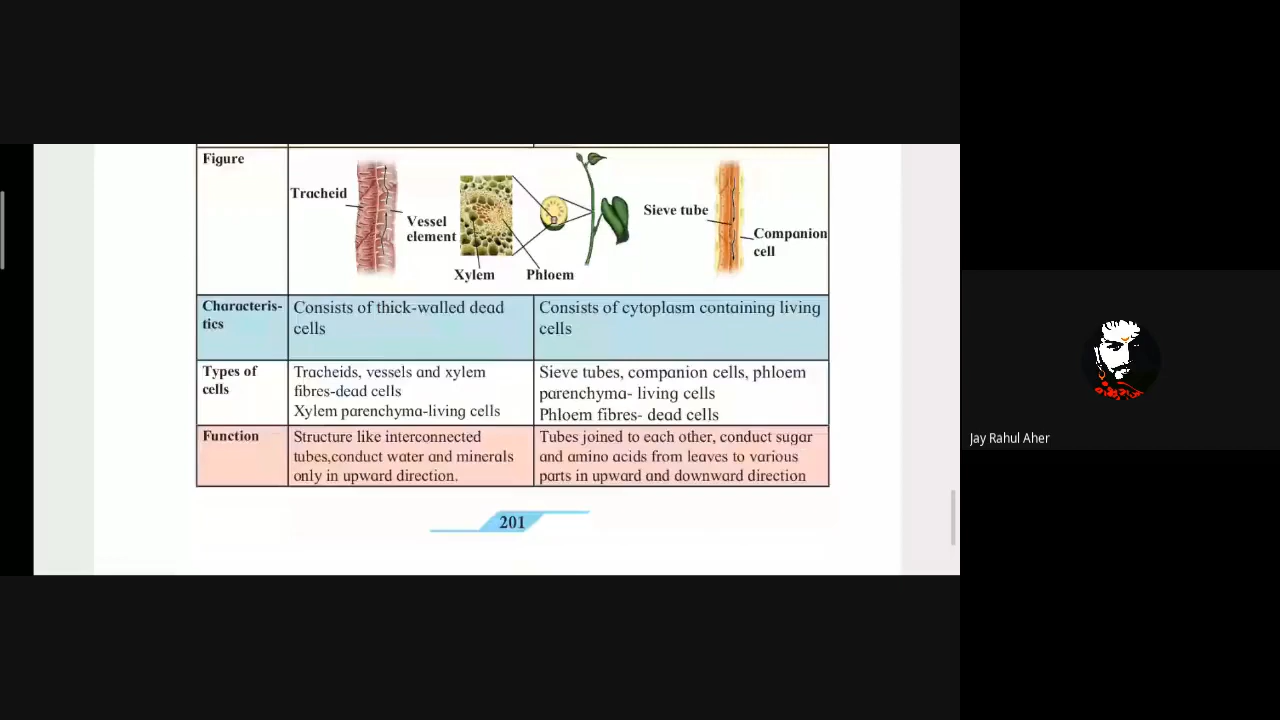 Figure
Tracheid
Vessel
element
Xylem
Phloem
Sieve tube
Companion
cell
Characteris-
tics
Consists of thick-walled dead
cells
Consists of cytoplasm containing living
cells
Types of
cells
Tracheids, vessels and xylem
fibres-dead cells
Xylem parenchyma-living cells
Sieve tubes, companion cells, phloem
parenchyma- living cells
Phloem fibres- dead cells
Function
Structure like interconnected
tubes,conduct water and minerals
only in upward direction.
Tubes joined to each other, conduct sugar
and amino acids from leaves to various
parts in upward and downward direction
201
Jay Rahul Aher